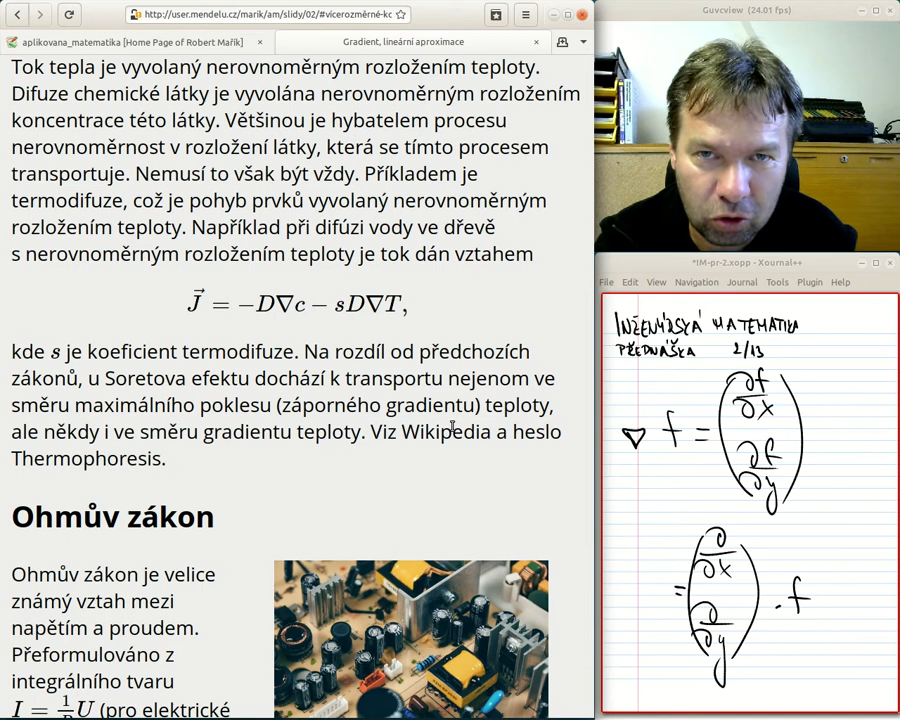 http://user.mendelu.cz/marik/am/slidy/02/#vícerozměrné-kc
aplikovana_matematika [Home Page of Robert Mařík]
Gradient, lineární aproximace
Tok tepla je vyvolaný nerovnoměrným rozložením teploty.
Difuze chemické látky je vyvolána nerovnoměrným rozložením
koncentrace této látky. Většinou je hybatelem procesu
nerovnoměrnost v rozložení látky, která se tímto procesem
transportuje. Nemusí to však být vždy. Příkladem je
termodifuze, což je pohyb prvků vyvolaný nerovnoměrným
rozložením teploty. Například při difúzi vody ve dřevě
s nerovnoměrným rozložením teploty je tok dán vztahem
J⃗ = −D∇c − sD∇T,
kde s je koeficient termodifuze. Na rozdíl od předchozích
zákonů, u Soretova efektu dochází k transportu nejenom ve
směru maximálního poklesu (záporného gradientu) teploty,
ale někdy i ve směru gradientu teploty. Viz Wikipedia a heslo
Thermophoresis.
Ohmův zákon
Ohmův zákon je velice
známý vztah mezi
napětím a proudem.
Přeformulováno z
integrálního tvaru
I = 1/R U (pro elektrické
Guvcview (24.01 fps)
*IM-pr-2.xopp - Xournal++
File Edit View Navigation Journal Tools Plugin Help
INŽENÝRSKÁ MATEMATIKA
PŘEDNÁŠKA 2/13
∇ f = (∂f/∂x ∂f/∂y)
= (∂/∂x ∂/∂y) · f